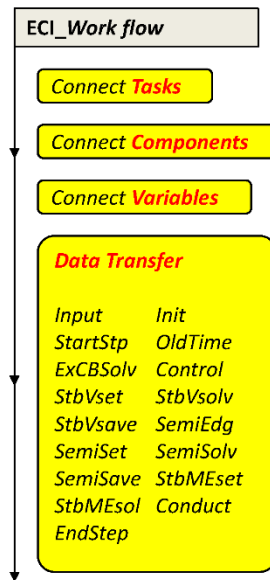 ECI_Work flow
Connect Tasks
Connect Components
Connect Variables
Data Transfer
Input Init
StartStp OldTime
ExCBSolv Control
StbVset StbVsolv
StbVsave SemiEdg
SemiSet SemiSolv
SemiSave StbMEset
StbMEsol Conduct
EndStep